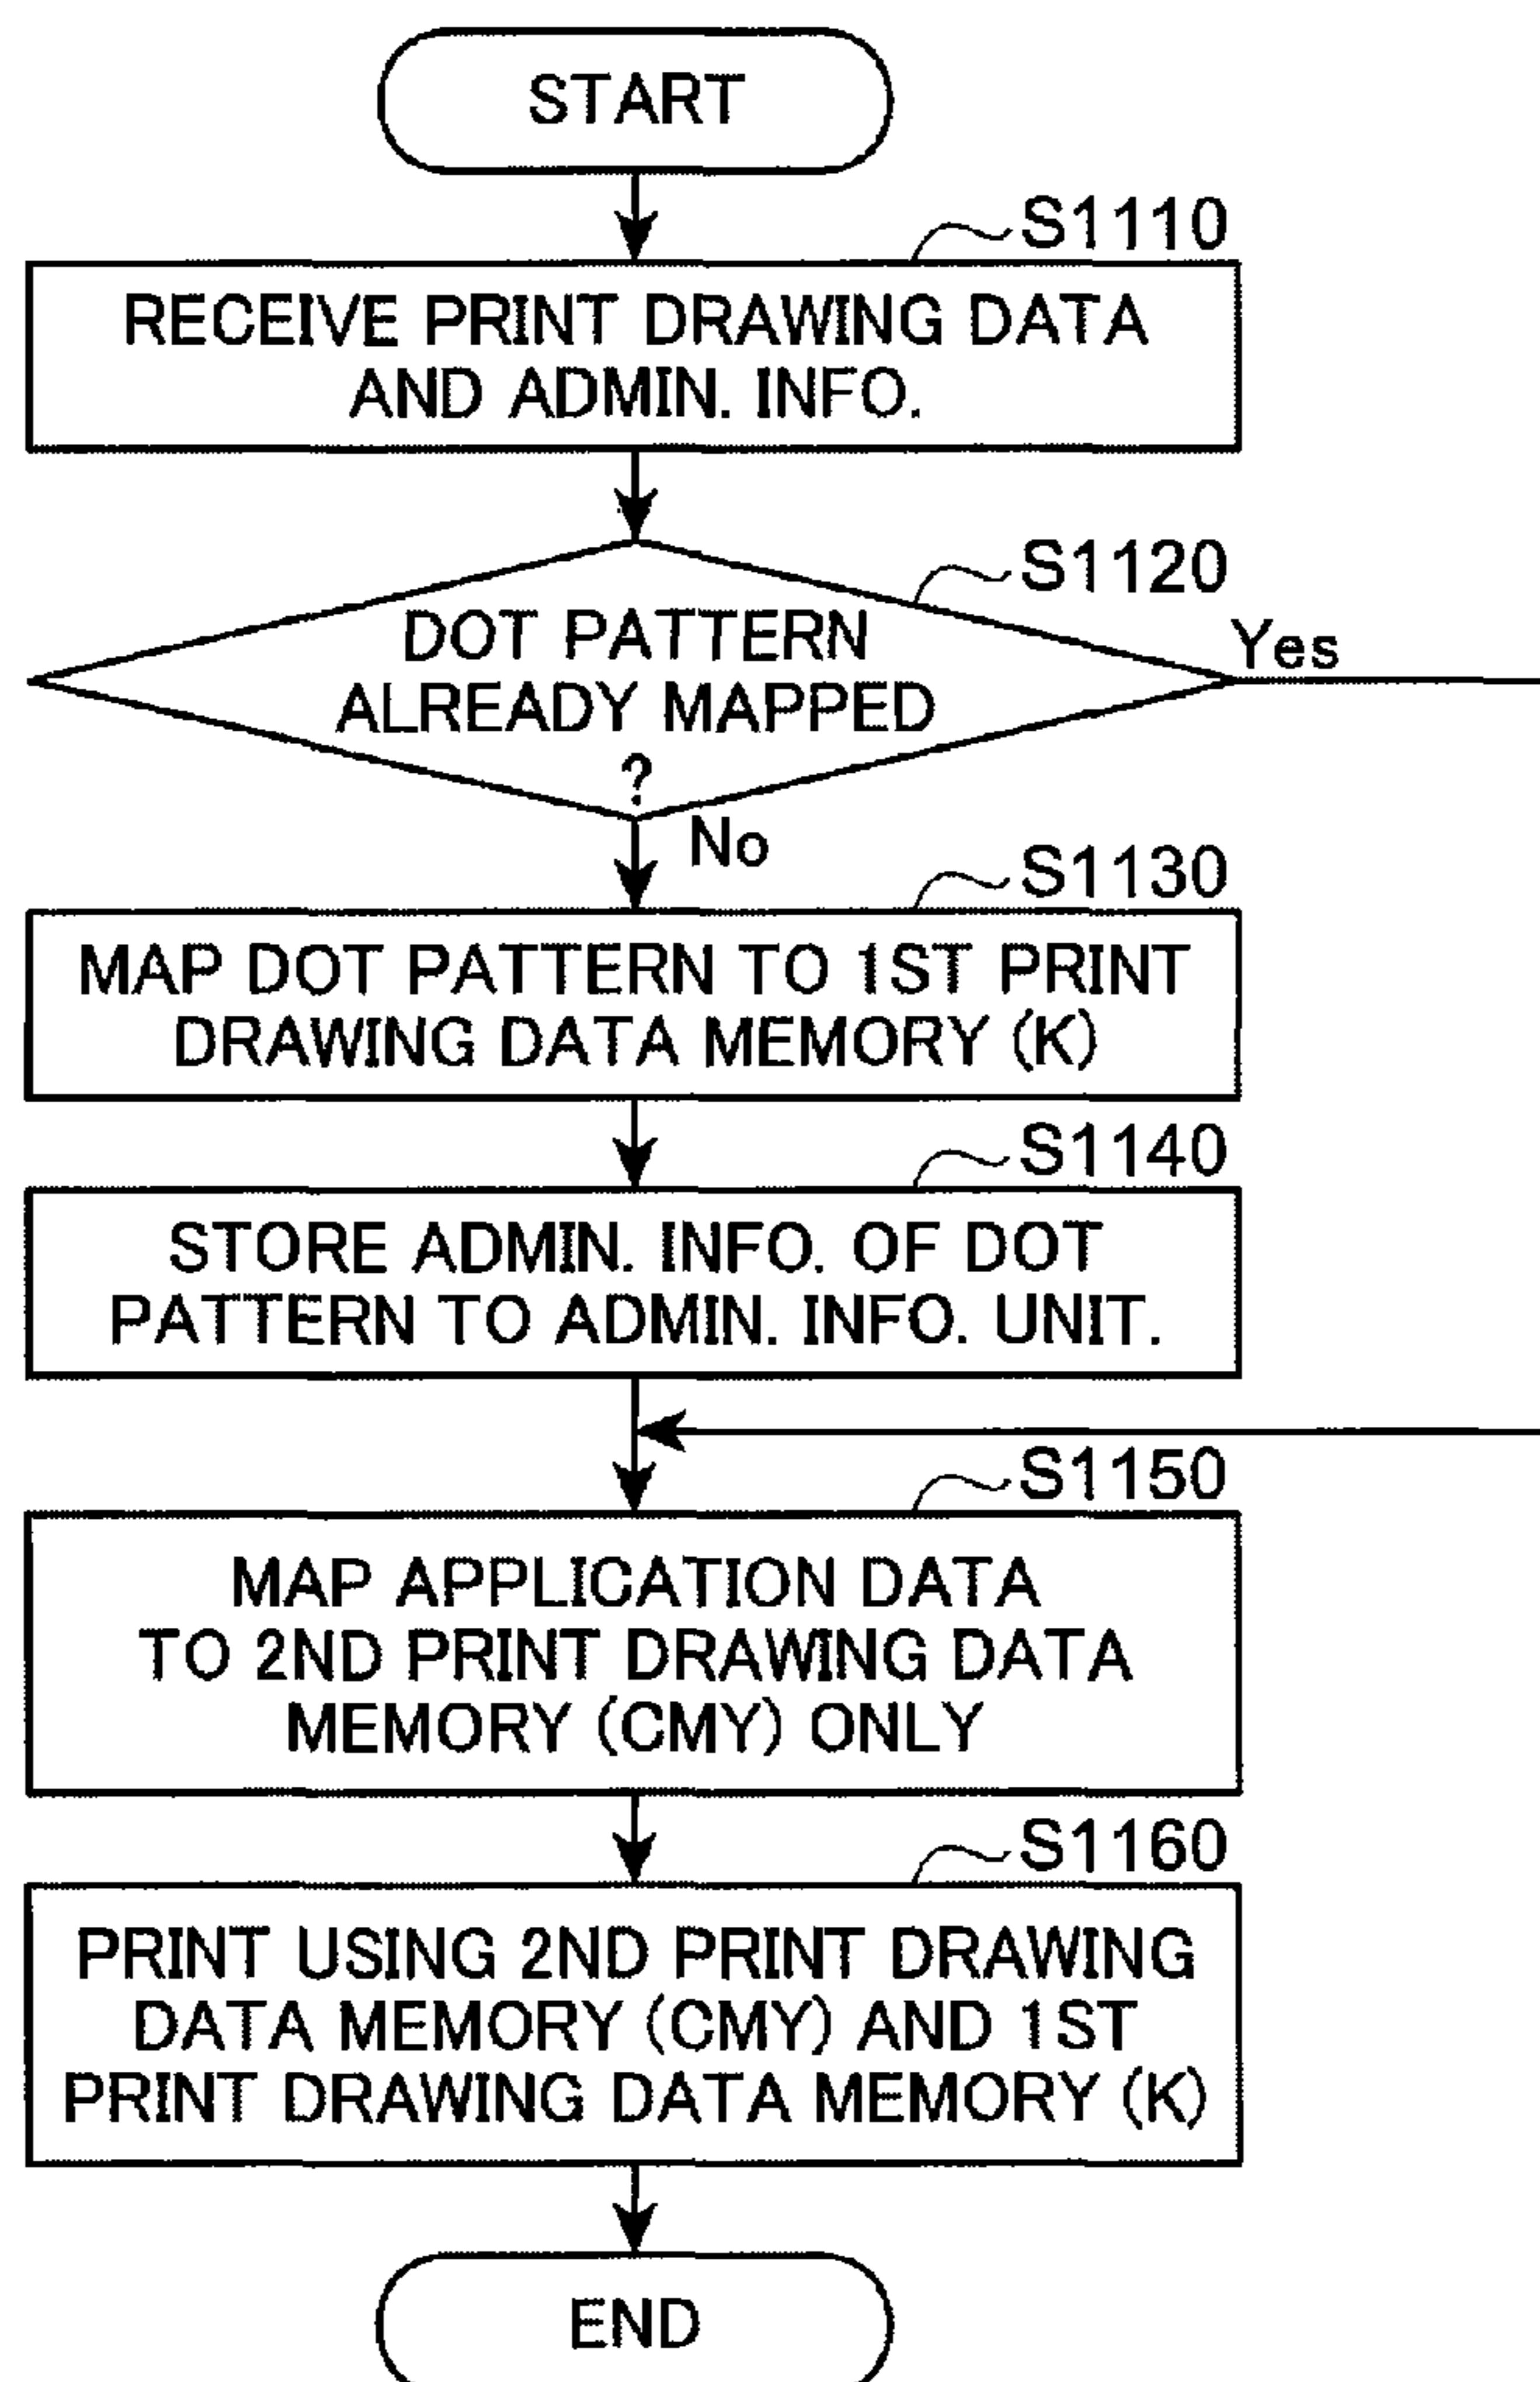 START
S1110
RECEIVE PRINT DRAWING DATA
AND ADMIN. INFO.
S1120
DOT PATTERN
ALREADY MAPPED
?
Yes
No
S1130
MAP DOT PATTERN TO 1ST PRINT
DRAWING DATA MEMORY (K)
S1140
STORE ADMIN. INFO. OF DOT
PATTERN TO ADMIN. INFO. UNIT.
S1150
MAP APPLICATION DATA
TO 2ND PRINT DRAWING DATA
MEMORY (CMY) ONLY
S1160
PRINT USING 2ND PRINT DRAWING
DATA MEMORY (CMY) AND 1ST
PRINT DRAWING DATA MEMORY (K)
END